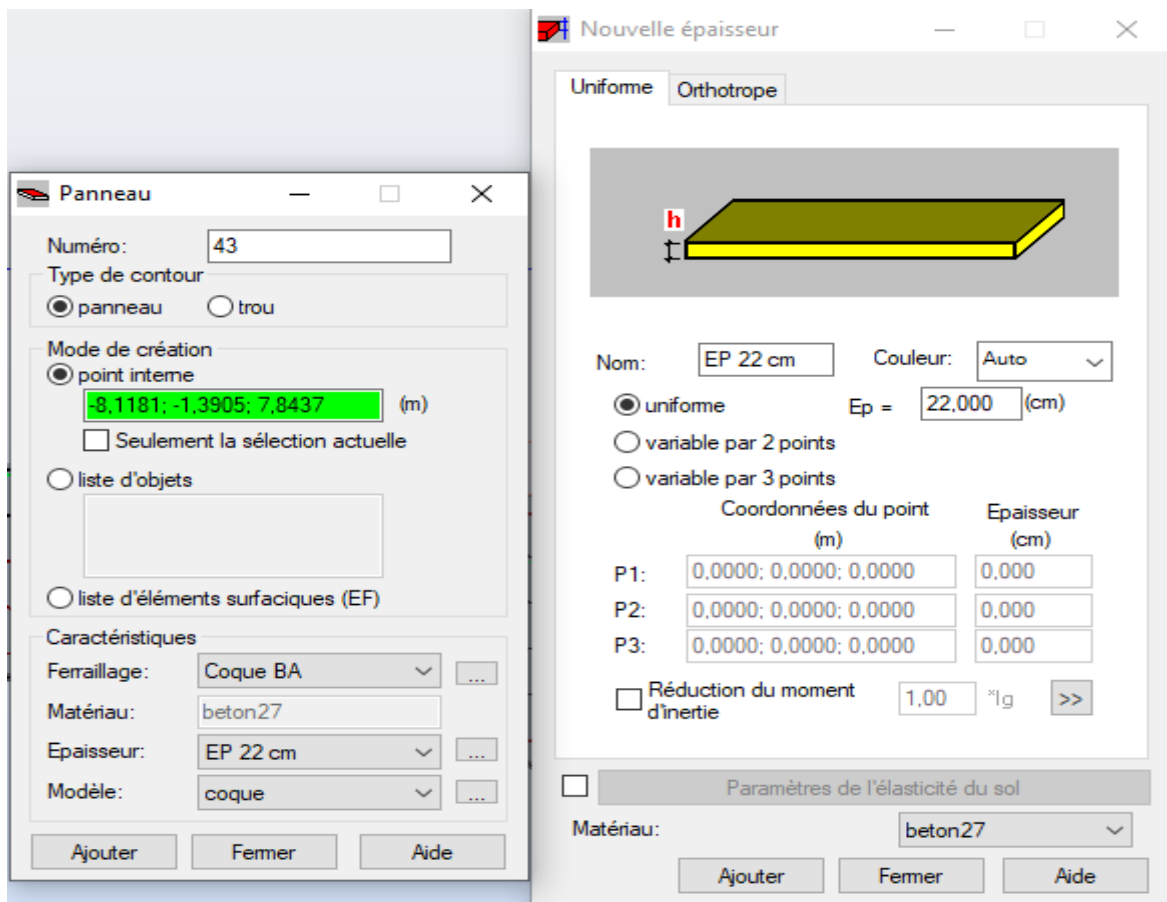 Panneau
Numéro: 43
Type de contour
panneau trou
Mode de création
point interne
-8,1181; -1,3905; 7,8437 (m)
Seulement la sélection actuelle
liste d'objets
liste d'éléments surfaciques (EF)
Caractéristiques
Ferraillage: Coque BA ...
Matériau: beton27
Epaisseur: EP 22 cm ...
Modèle: coque ...
Ajouter Fermer Aide
Nouvelle épaisseur
Uniforme Orthotrope
h
Nom: EP 22 cm Couleur: Auto
uniforme Ep = 22,000 (cm)
variable par 2 points
variable par 3 points
Coordonnées du point Epaisseur
(m) (cm)
P1: 0,0000; 0,0000; 0,0000 0,000
P2: 0,0000; 0,0000; 0,0000 0,000
P3: 0,0000; 0,0000; 0,0000 0,000
Réduction du moment
d'inertie 1,00 *Ig >>
Paramètres de l'élasticité du sol
Matériau: beton27
Ajouter Fermer Aide